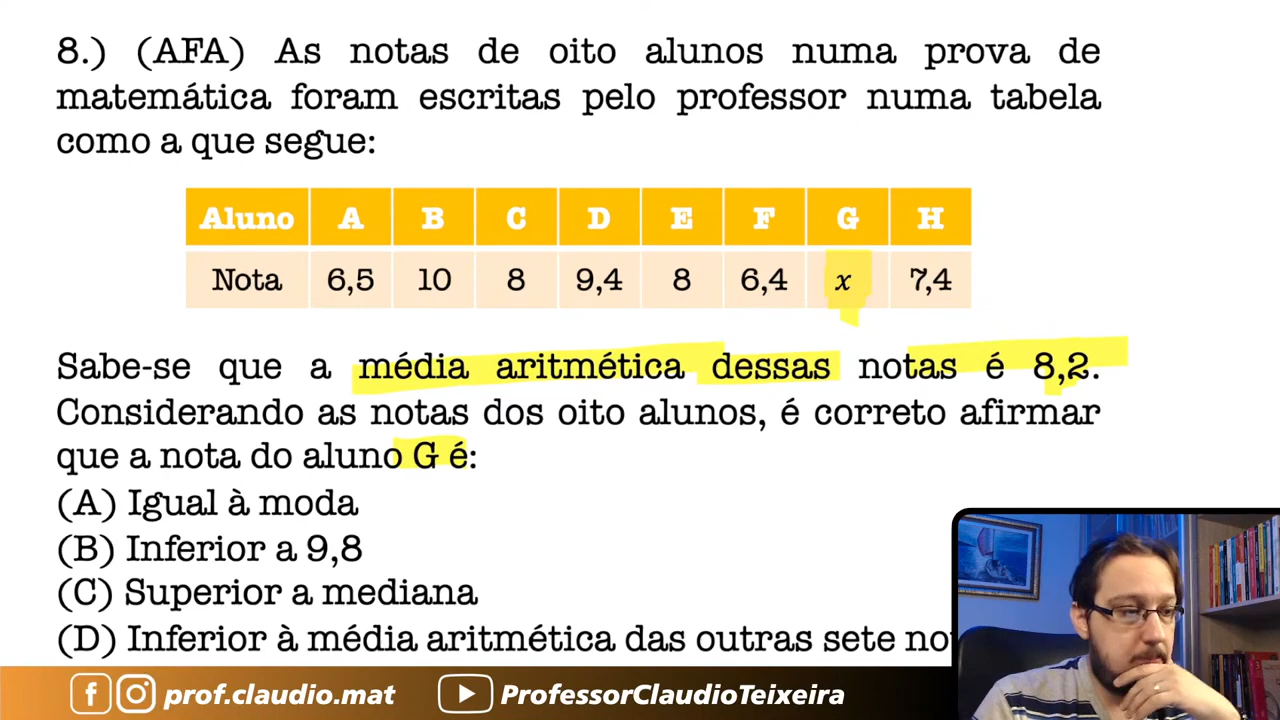 8.) (AFA) As notas de oito alunos numa prova de
matemática foram escritas pelo professor numa tabela
como a que segue:
Aluno A B C D E F G H
Nota 6,5 10 8 9,4 8 6,4 x 7,4
Sabe-se que a média aritmética dessas notas é 8,2.
Considerando as notas dos oito alunos, é correto afirmar
que a nota do aluno G é:
(A) Igual à moda
(B) Inferior a 9,8
(C) Superior a mediana
(D) Inferior à média aritmética das outras sete
prof.claudio.mat ProfessorClaudioTeixeira